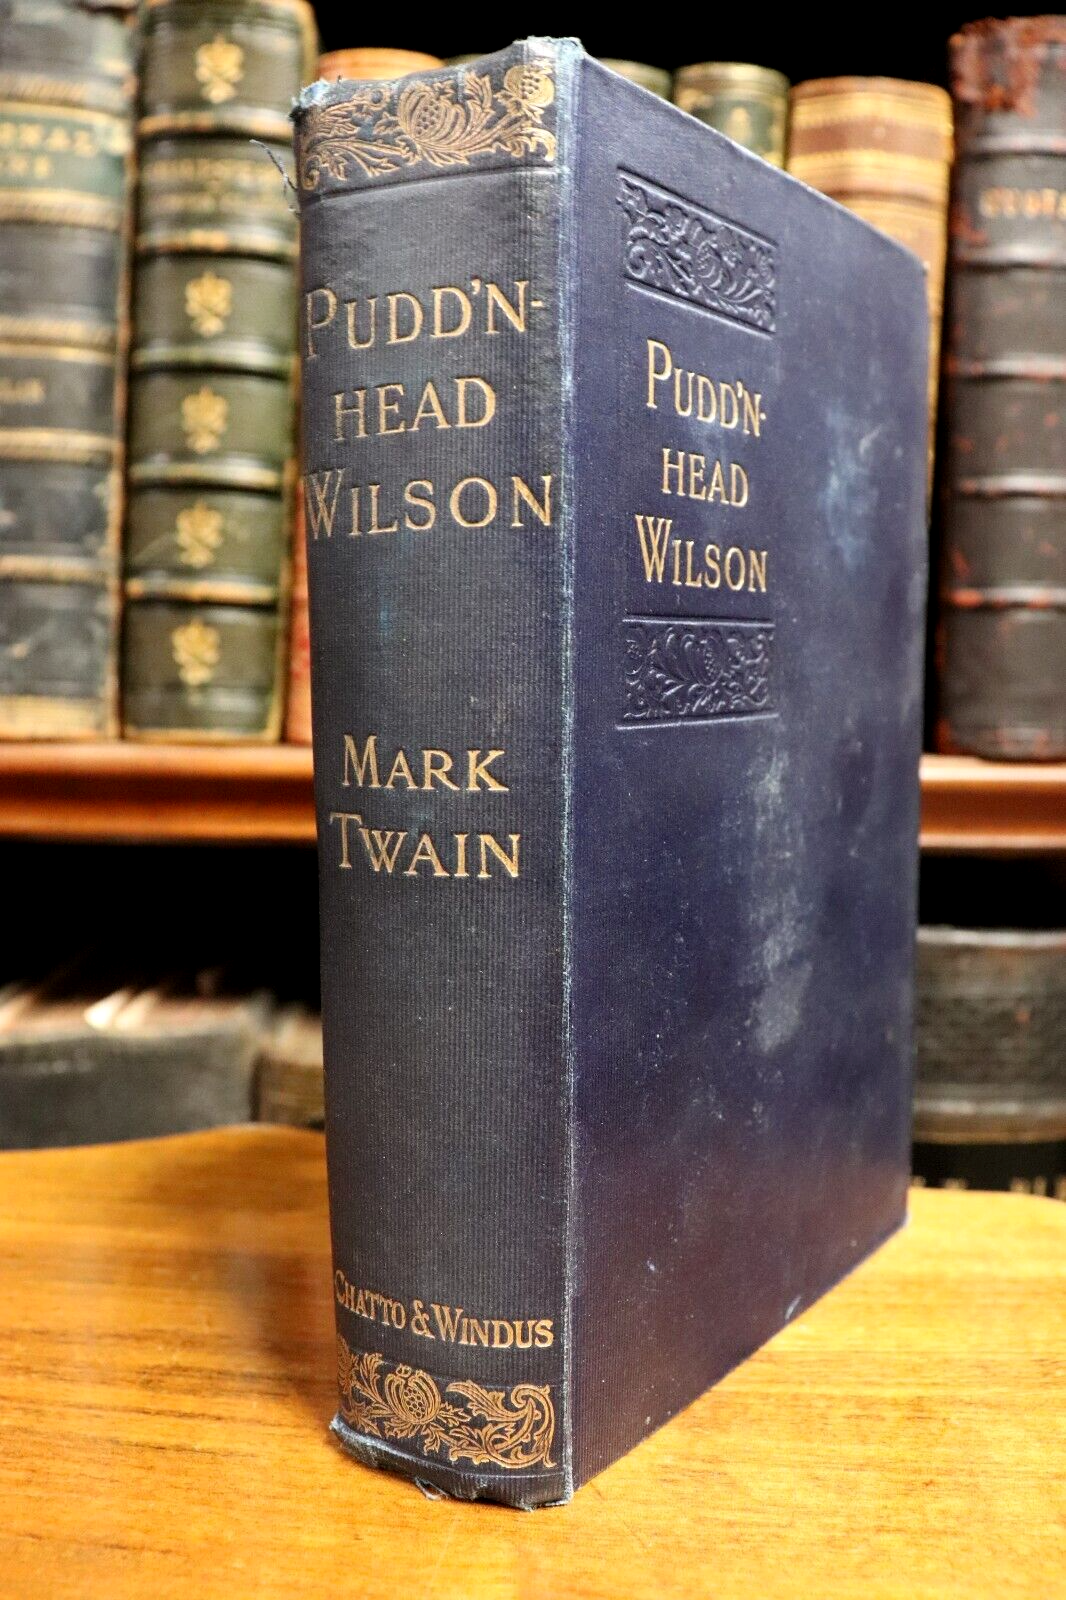 PUDD'N-
HEAD
WILSON
MARK
TWAIN
CHATTO & WINDUS
PUDD'N-
HEAD
WILSON